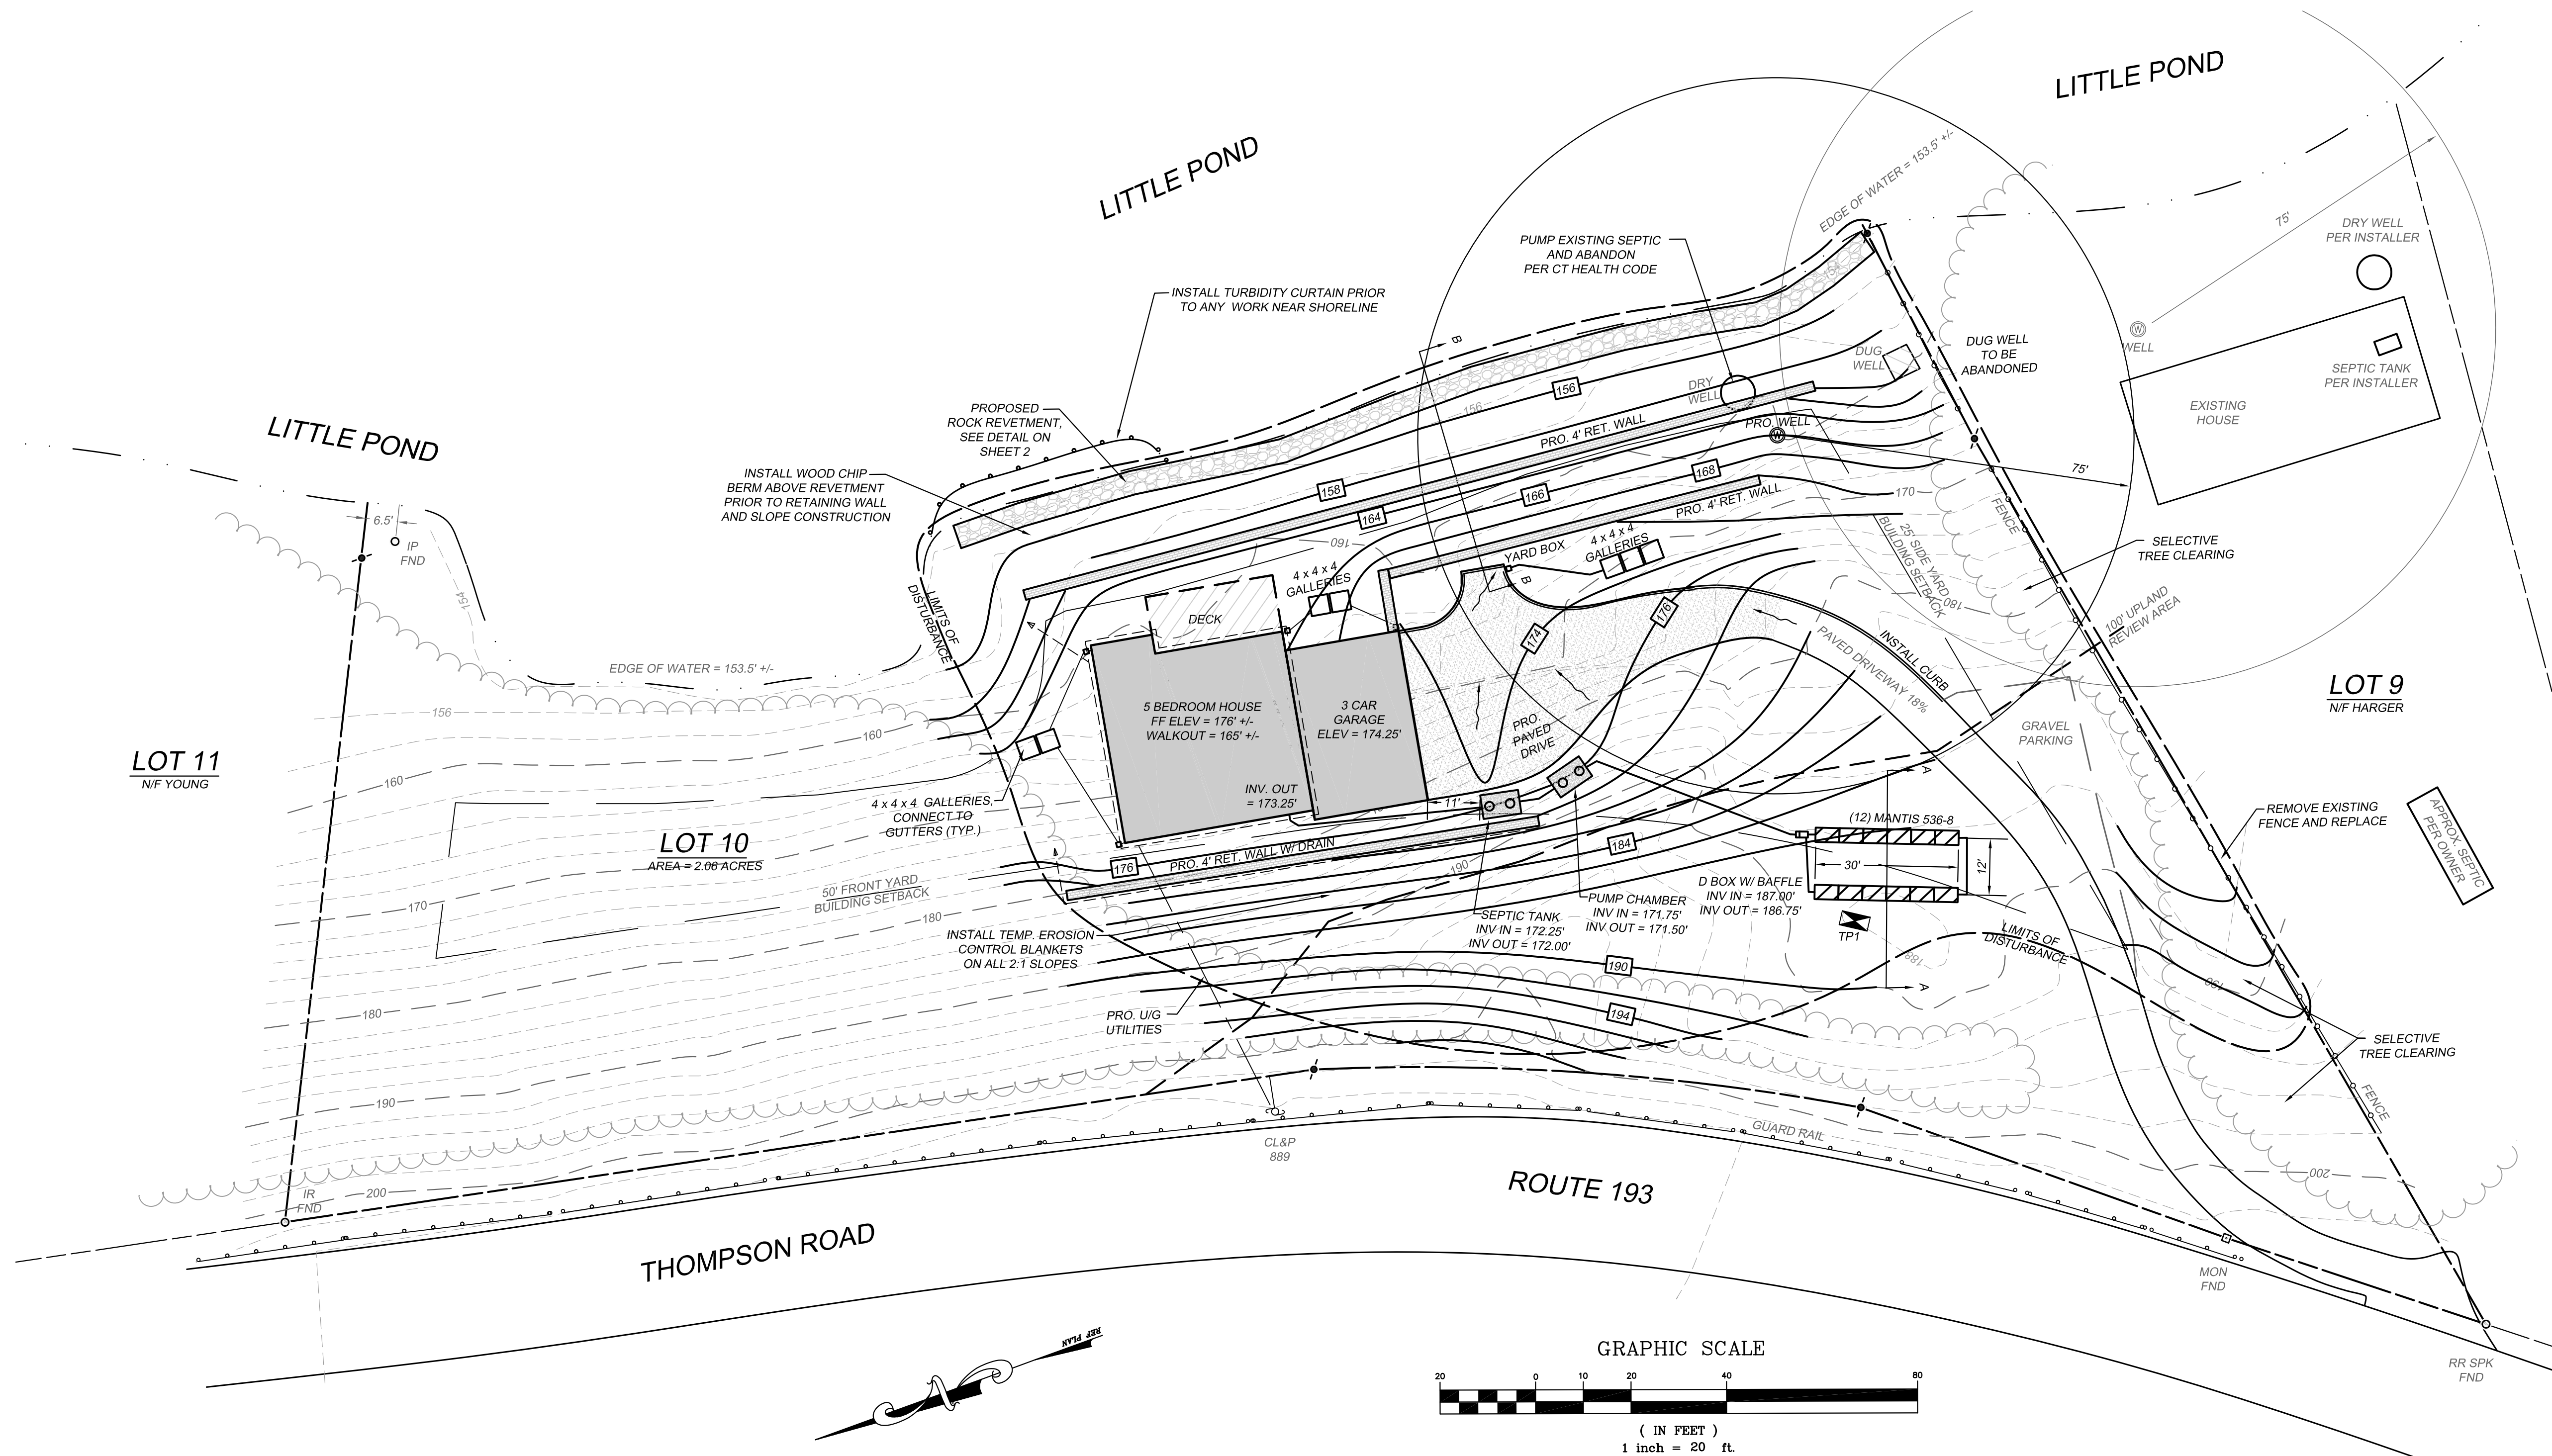 LITTLE POND
LITTLE POND
LITTLE POND
EDGE OF WATER = 153.5' +/-
75'
DRY WELL
PER INSTALLER
PUMP EXISTING SEPTIC
AND ABANDON
PER CT HEALTH CODE
INSTALL TURBIDITY CURTAIN PRIOR
TO ANY WORK NEAR SHORELINE
154
WELL
DUG
WELL
DUG WELL
TO BE
ABANDONED
SEPTIC TANK
PER INSTALLER
EXISTING
HOUSE
DRY
WELL
156
156
PROPOSED
ROCK REVETMENT,
SEE DETAIL ON
SHEET 2
B
PRO. 4' RET. WALL
PRO. WELL
W
W
75'
INSTALL WOOD CHIP
BERM ABOVE REVETMENT
PRIOR TO RETAINING WALL
AND SLOPE CONSTRUCTION
158
164
166
168
170
PRO. 4' RET. WALL
6.5'
IP
FND
154
160
YARD BOX
4 x 4 x 4
GALLERIES
4 x 4 x 4
GALLERIES
B
FENCE
25' SIDE YARD
BUILDING SETBACK
SELECTIVE
TREE CLEARING
LIMITS OF
DISTURBANCE
A
DECK
174
176
180
100' UPLAND
REVIEW AREA
EDGE OF WATER = 153.5' +/-
INSTALL CURB
PAVED DRIVEWAY 18%
LOT 9
N/F HARGER
GRAVEL
PARKING
5 BEDROOM HOUSE
FF ELEV = 176' +/-
WALKOUT = 165' +/-
3 CAR
GARAGE
ELEV = 174.25'
PRO.
PAVED
DRIVE
156
160
160
LOT 11
N/F YOUNG
INV. OUT
= 173.25'
11'
4 x 4 x 4 GALLERIES,
CONNECT TO
GUTTERS (TYP.)
A
(12) MANTIS 536-8
30'
12'
REMOVE EXISTING
FENCE AND REPLACE
APPROX. SEPTIC
PER OWNER
LOT 10
AREA = 2.06 ACRES
176
PRO. 4' RET. WALL W/ DRAIN
184
190
50' FRONT YARD
BUILDING SETBACK
170
180
A
D BOX W/ BAFFLE
INV IN = 187.00'
INV OUT = 186.75'
PUMP CHAMBER
INV IN = 171.75'
INV OUT = 171.50'
SEPTIC TANK
INV IN = 172.25'
INV OUT = 172.00'
TP1
LIMITS OF
DISTURBANCE
188
INSTALL TEMP. EROSION
CONTROL BLANKETS
ON ALL 2:1 SLOPES
190
A
190
PRO. U/G
UTILITIES
194
180
190
SELECTIVE
TREE CLEARING
FENCE
GUARD RAIL
CL&P
889
200
IR
FND
200
ROUTE 193
THOMPSON ROAD
MON
FND
RR SPK
FND
REF PLAN
N
GRAPHIC SCALE
20 0 10 20 40 80
( IN FEET )
1 inch = 20 ft.